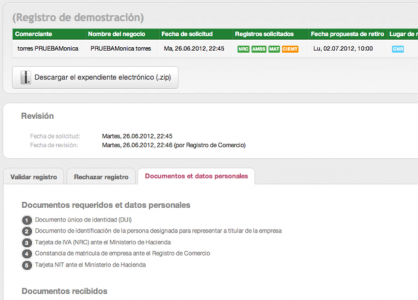 (Registro de demostración)
Comerciante Nombre del negocio Fecha de solicitud Registros solicitados Fecha propuesta de retiro Lugar de r
torres PRUEBAMonica PRUEBAMonica torres Ma, 26.06.2012, 22:45 NRC AMSS MAT CIEMT Lu, 02.07.2012, 10:00 CNR
Descargar el expediente electrónico (.zip)
Revisión
Fecha de solicitud: Martes, 26.06.2012, 22:45
Fecha de revisión: Martes, 26.06.2012, 22:46 (por Registro de Comercio)
Validar registro Rechazar registro Documentos et datos personales
Documentos requeridos et datos personales
1 Documento único de identidad (DUI)
2 Documento de identificación de la persona designada para representar a titular de la empresa
3 Tarjeta de IVA (NRC) ante el Ministerio de Hacienda
4 Constancia de matrícula de empresa ante el Registro de Comercio
5 Tarjeta NIT ante el Ministerio de Hacienda
Documentos recibidos